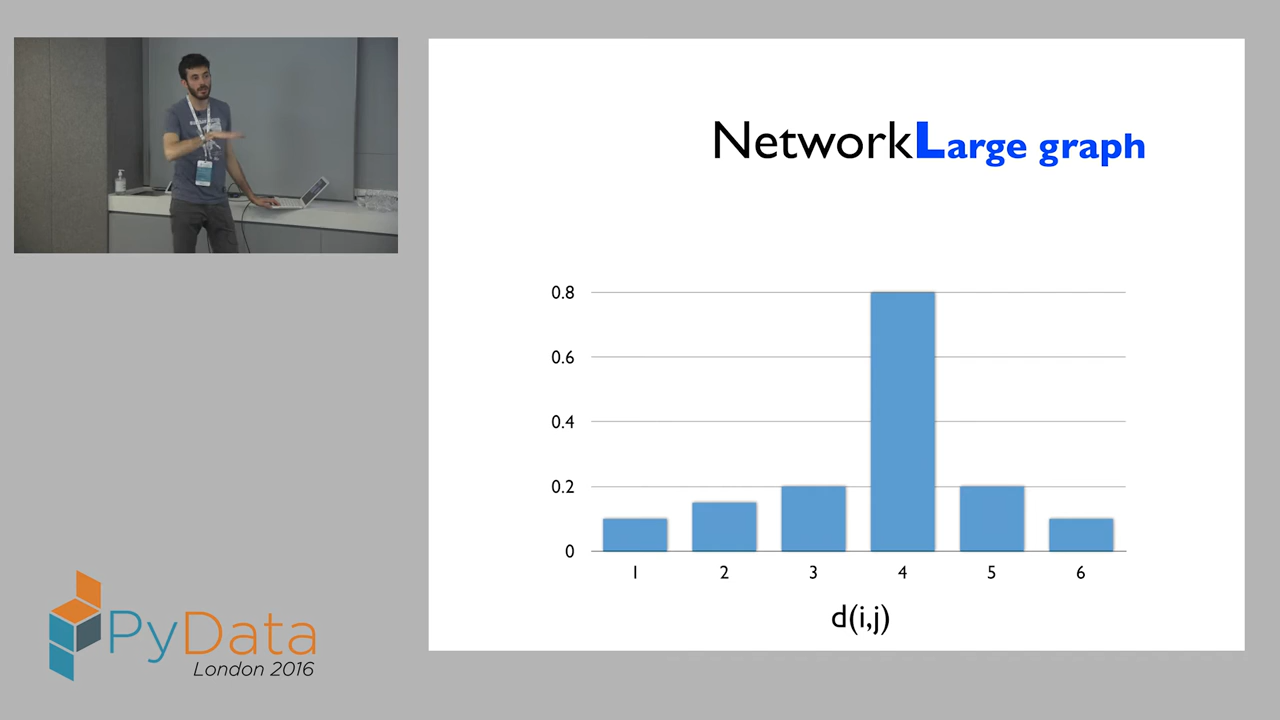 NetworkLarge graph
0.8
0.6
0.4
0.2
0
1 2 3 4 5 6
d(i,j)
PyData
London 2016